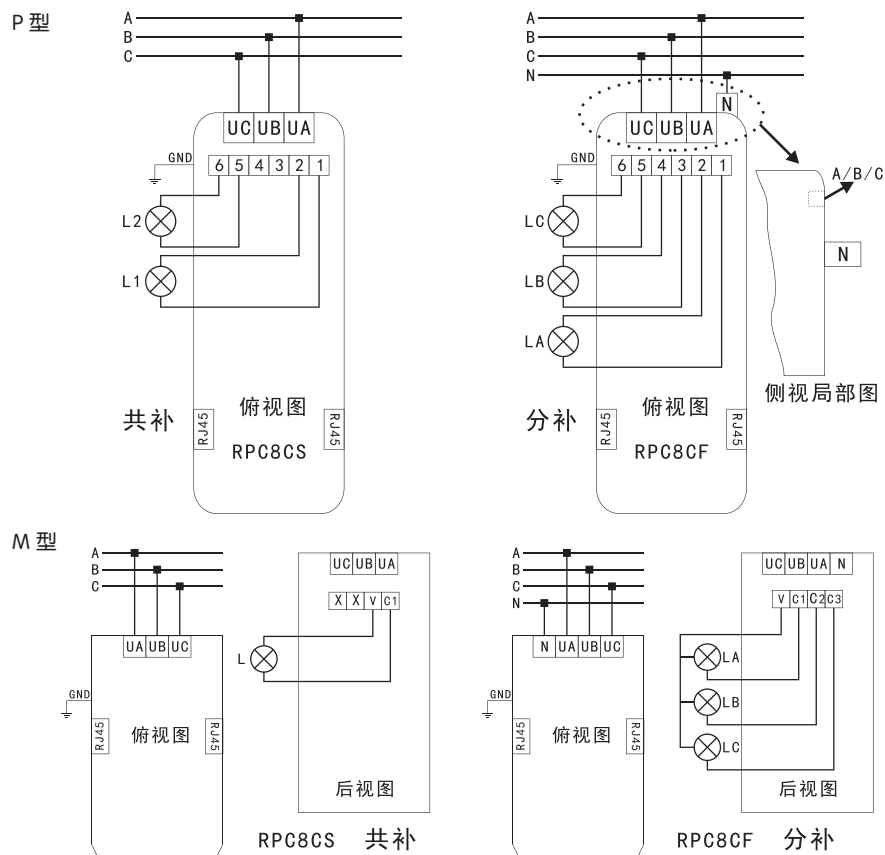 P 型
A
B
C
UC UB UA
GND
6 5 4 3 2 1
L2
L1
共补
俯视图
RPC8CS
RJ45
RJ45
A
B
C
N
N
UC UB UA
GND
6 5 4 3 2 1
LC
LB
LA
分补
俯视图
RPC8CF
RJ45
RJ45
A/B/C
N
侧视局部图
M 型
A
B
C
UA UB UC
GND
RJ45
俯视图
RJ45
UC UB UA
X X V C1
L
后视图
RPC8CS 共补
A
B
C
N
N UA UB UC
GND
RJ45
俯视图
RJ45
UC UB UA N
V C1 C2 C3
LA
LB
LC
后视图
RPC8CF 分补